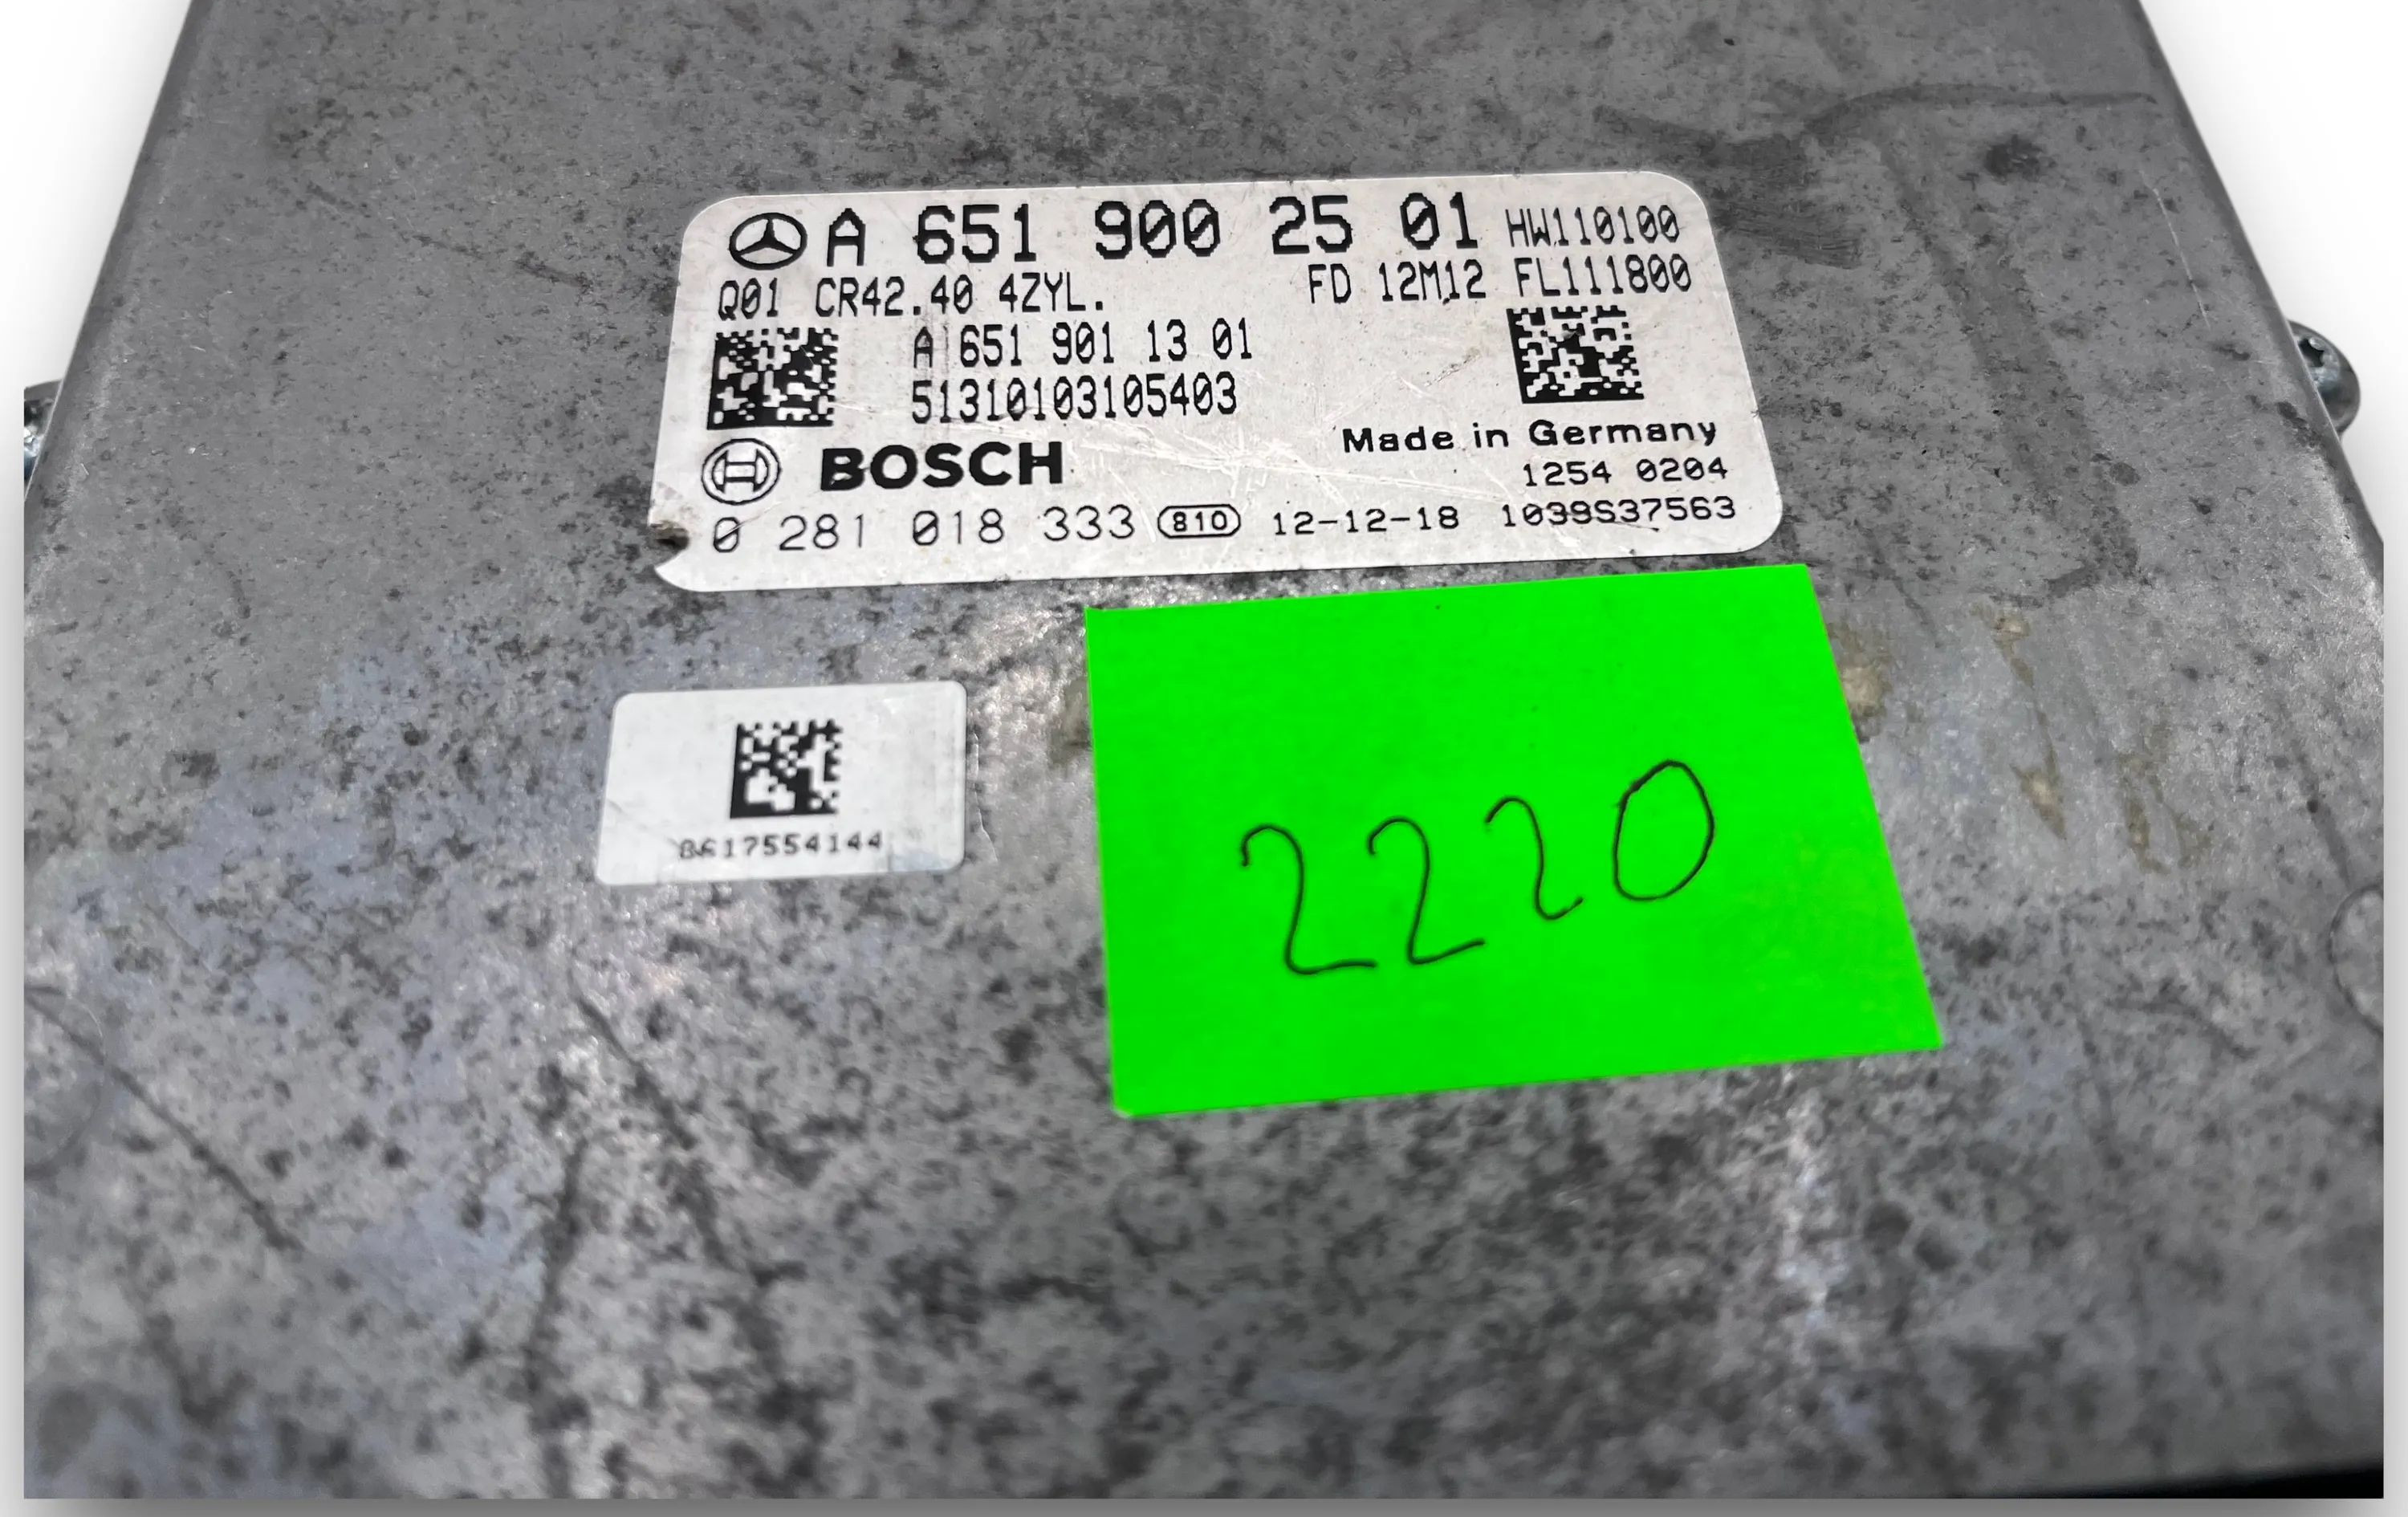 A 651 900 25 01 HW110100
Q01 CR42.40 4ZYL. FD 12M12 FL111800
A 651 901 13 01
51310103105403
Made in Germany
BOSCH 1254 0204
0 281 018 333 810 12-12-18 1039S37563
8617554144
2220